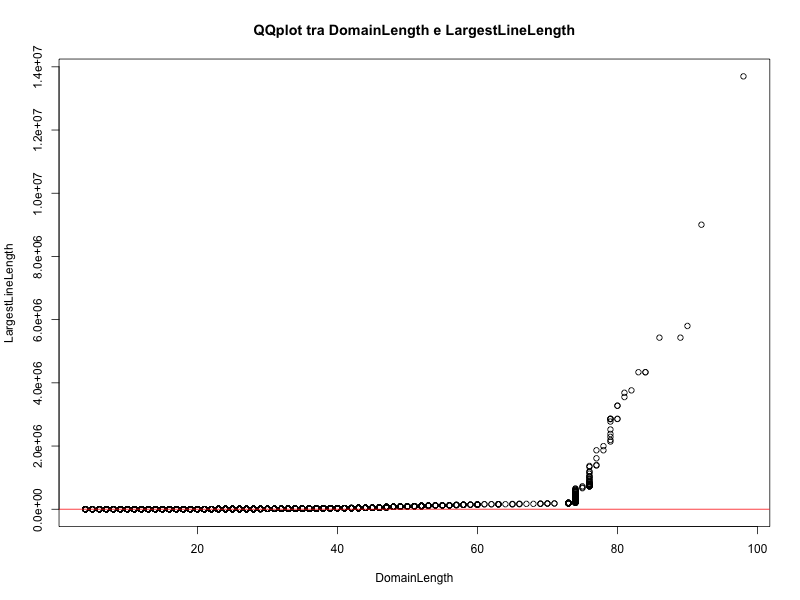 QQplot tra DomainLength e LargestLineLength
LargestLineLength
1.4e+07
1.2e+07
1.0e+07
8.0e+06
6.0e+06
4.0e+06
2.0e+06
0.0e+00
20 40 60 80 100
DomainLength